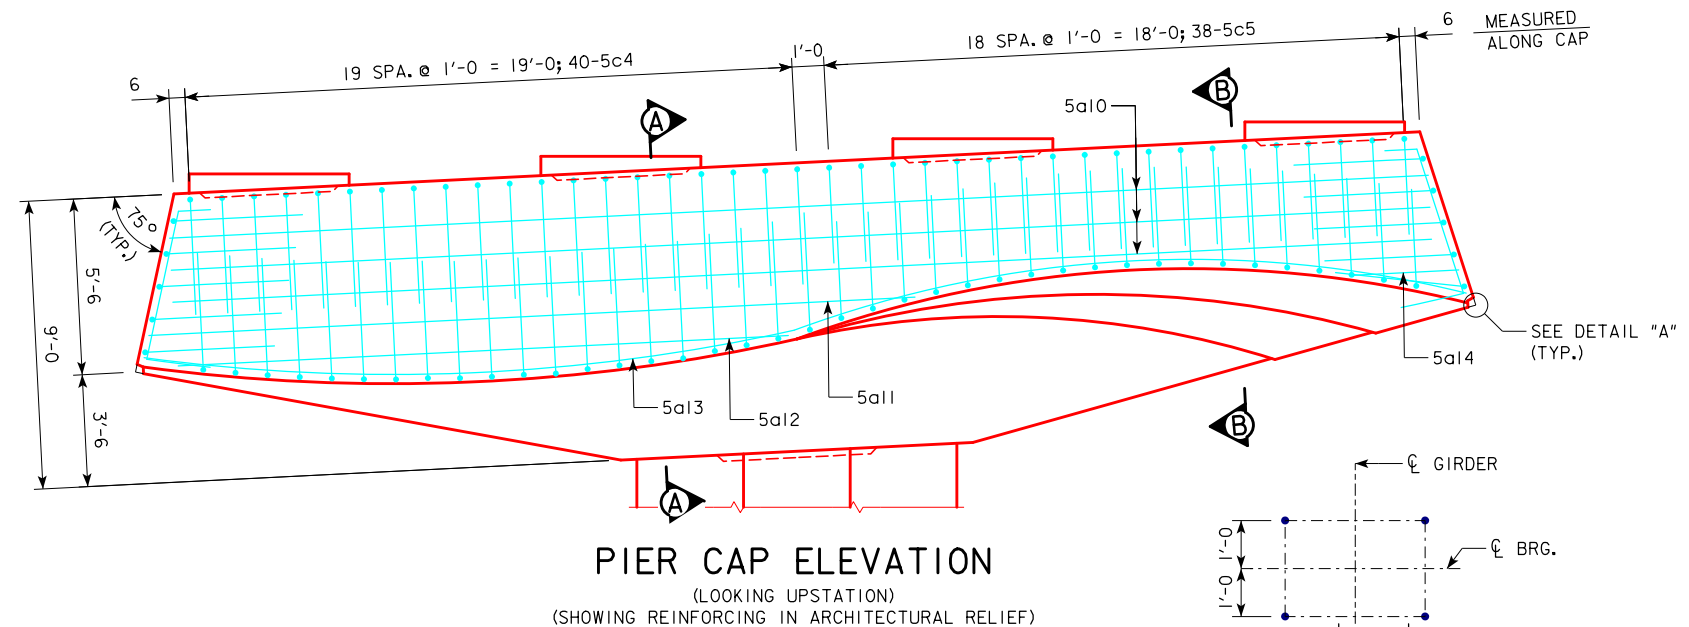 6
19 SPA. @ 1'-0 = 19'-0; 40-5c4
1'-0
18 SPA. @ 1'-0 = 18'-0; 38-5c5
6
MEASURED
ALONG CAP
A
B
5a10
75°
(TYP.)
5'-6
9'-0
3'-6
SEE DETAIL "A"
(TYP.)
5a14
5a11
5a13
5a12
B
A
℄ GIRDER
1'-0
℄ BRG.
1'-0
PIER CAP ELEVATION
(LOOKING UPSTATION)
(SHOWING REINFORCING IN ARCHITECTURAL RELIEF)